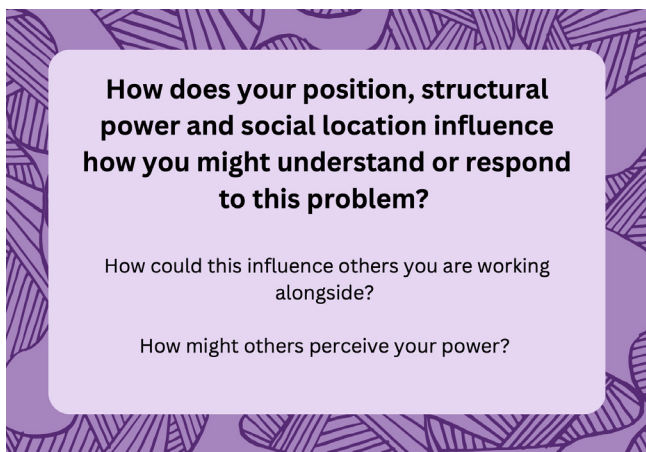 How does your position, structural
power and social location influence
how you might understand or respond
to this problem?
How could this influence others you are working
alongside?
How might others perceive your power?